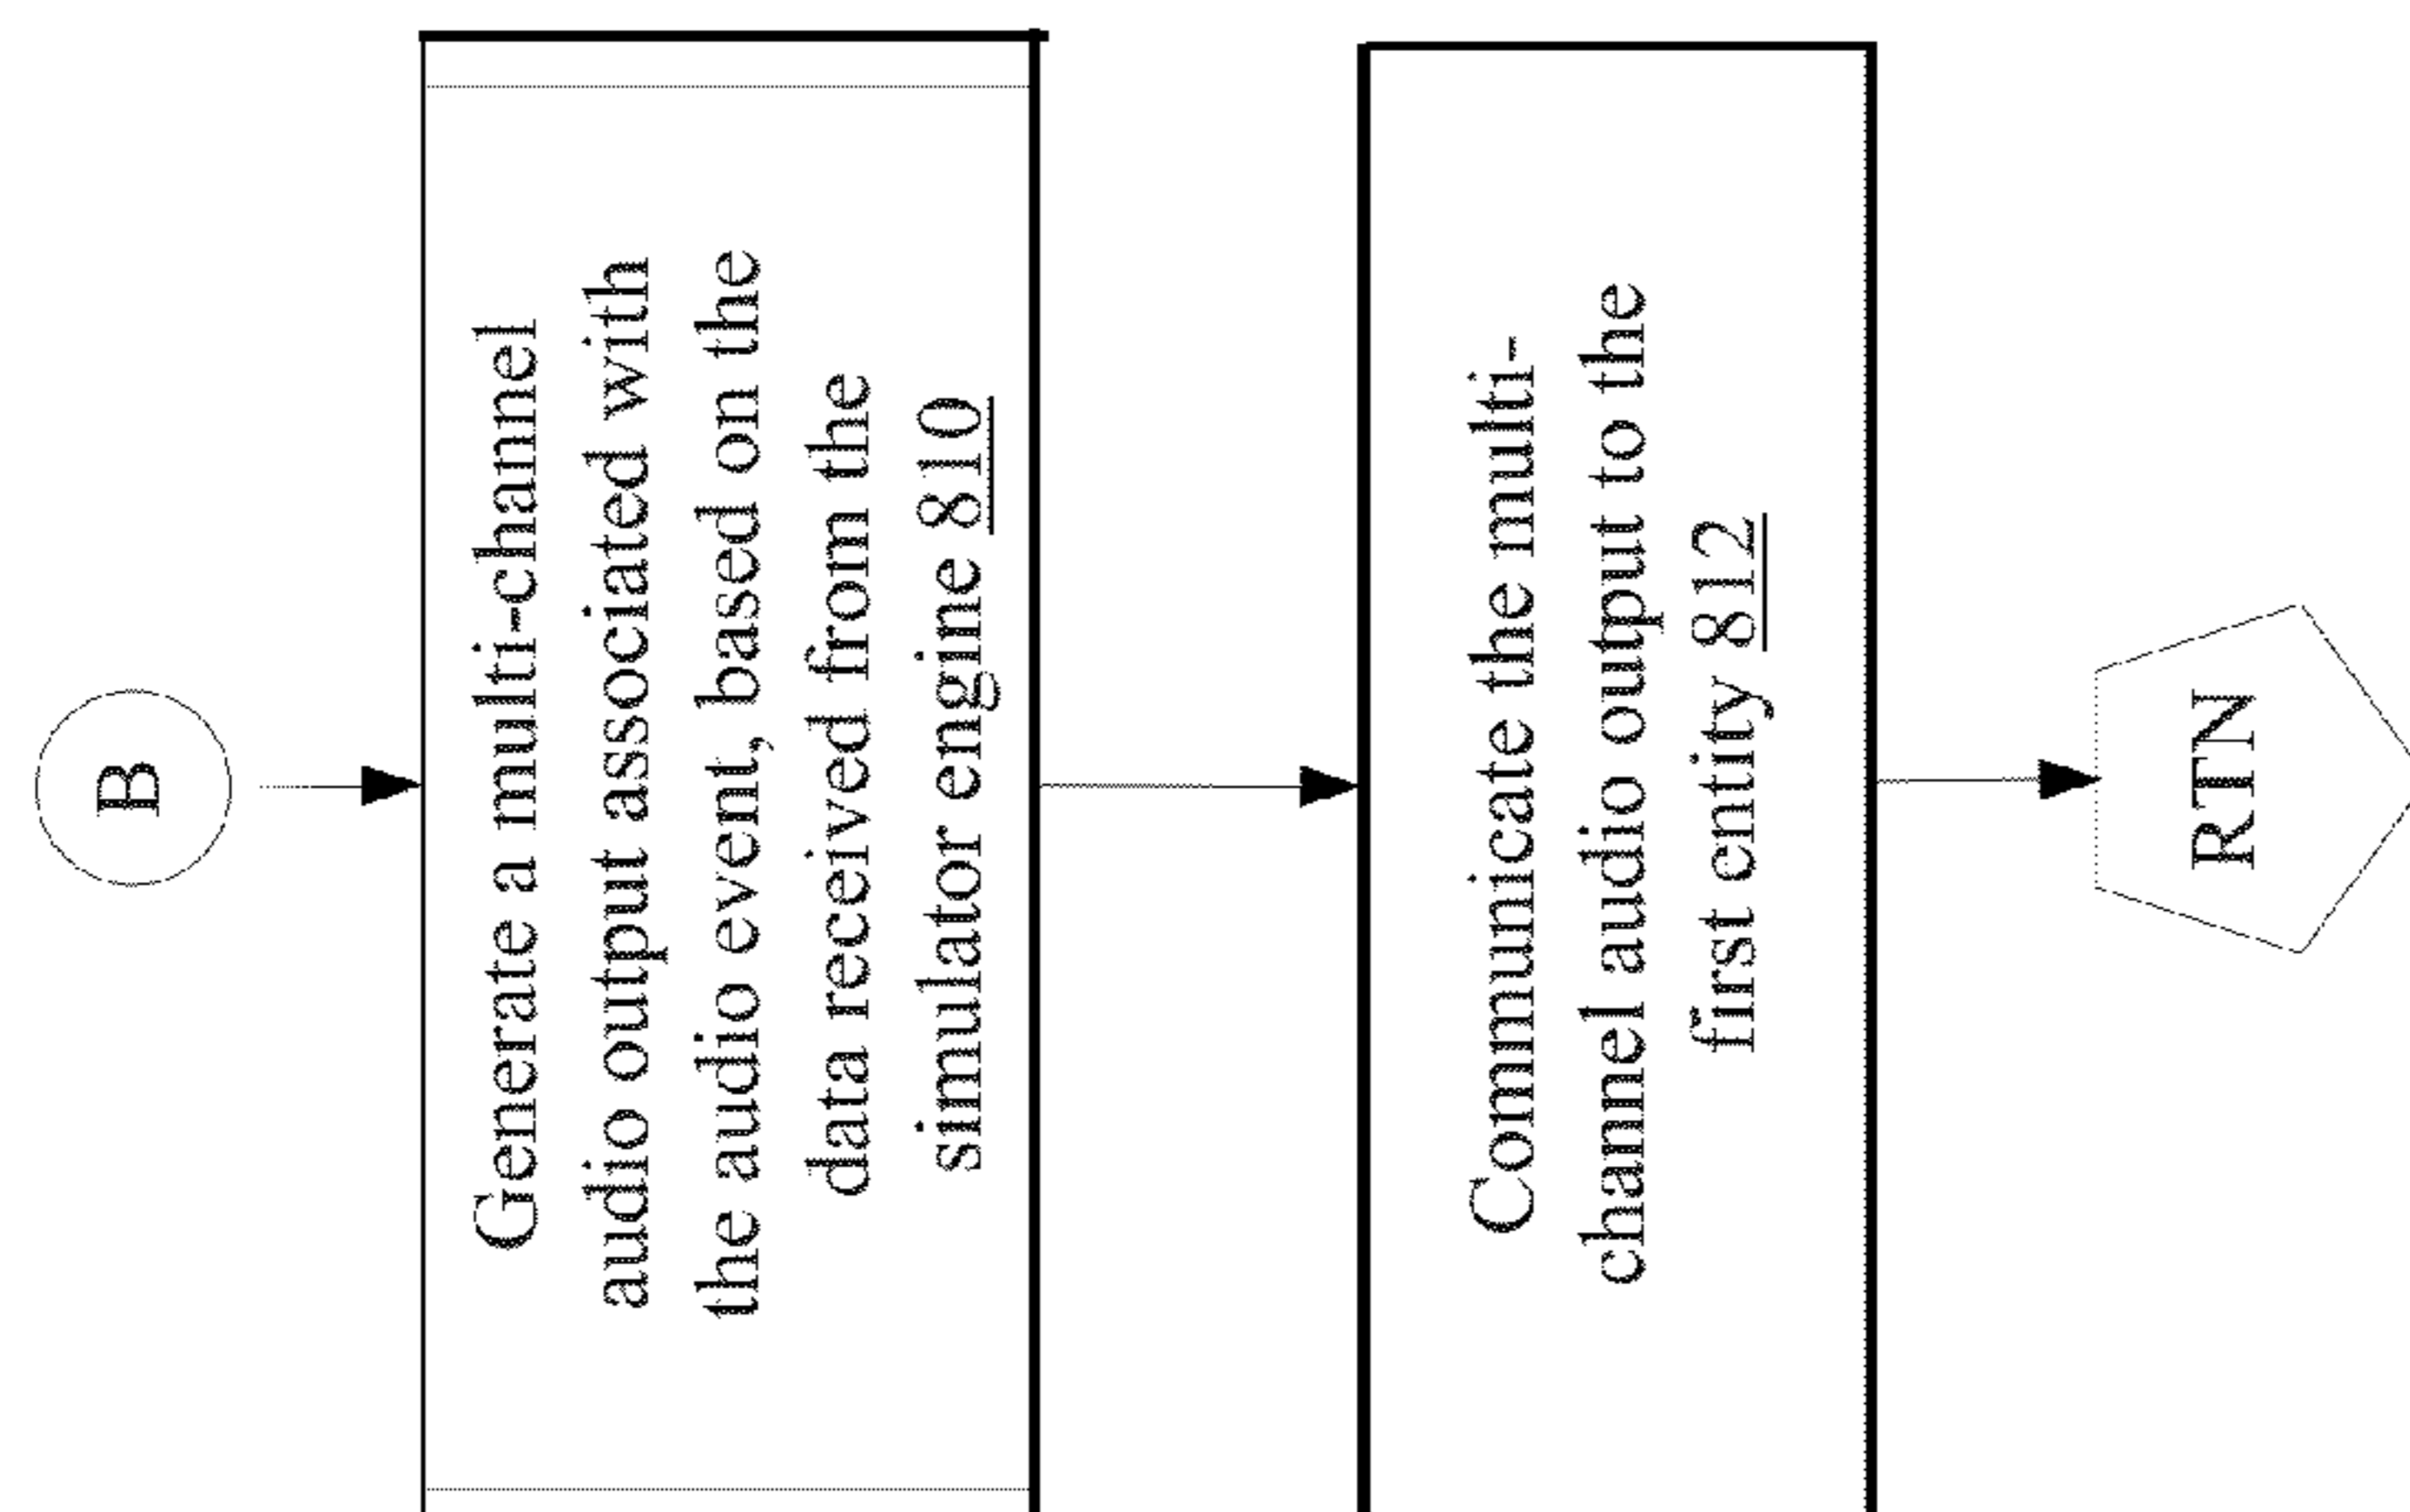 B
Generate a multi-channel
audio output associated with
the audio event, based on the
data received from the
simulator engine 810
Communicate the multi-
channel audio output to the
first entity 812
RTN